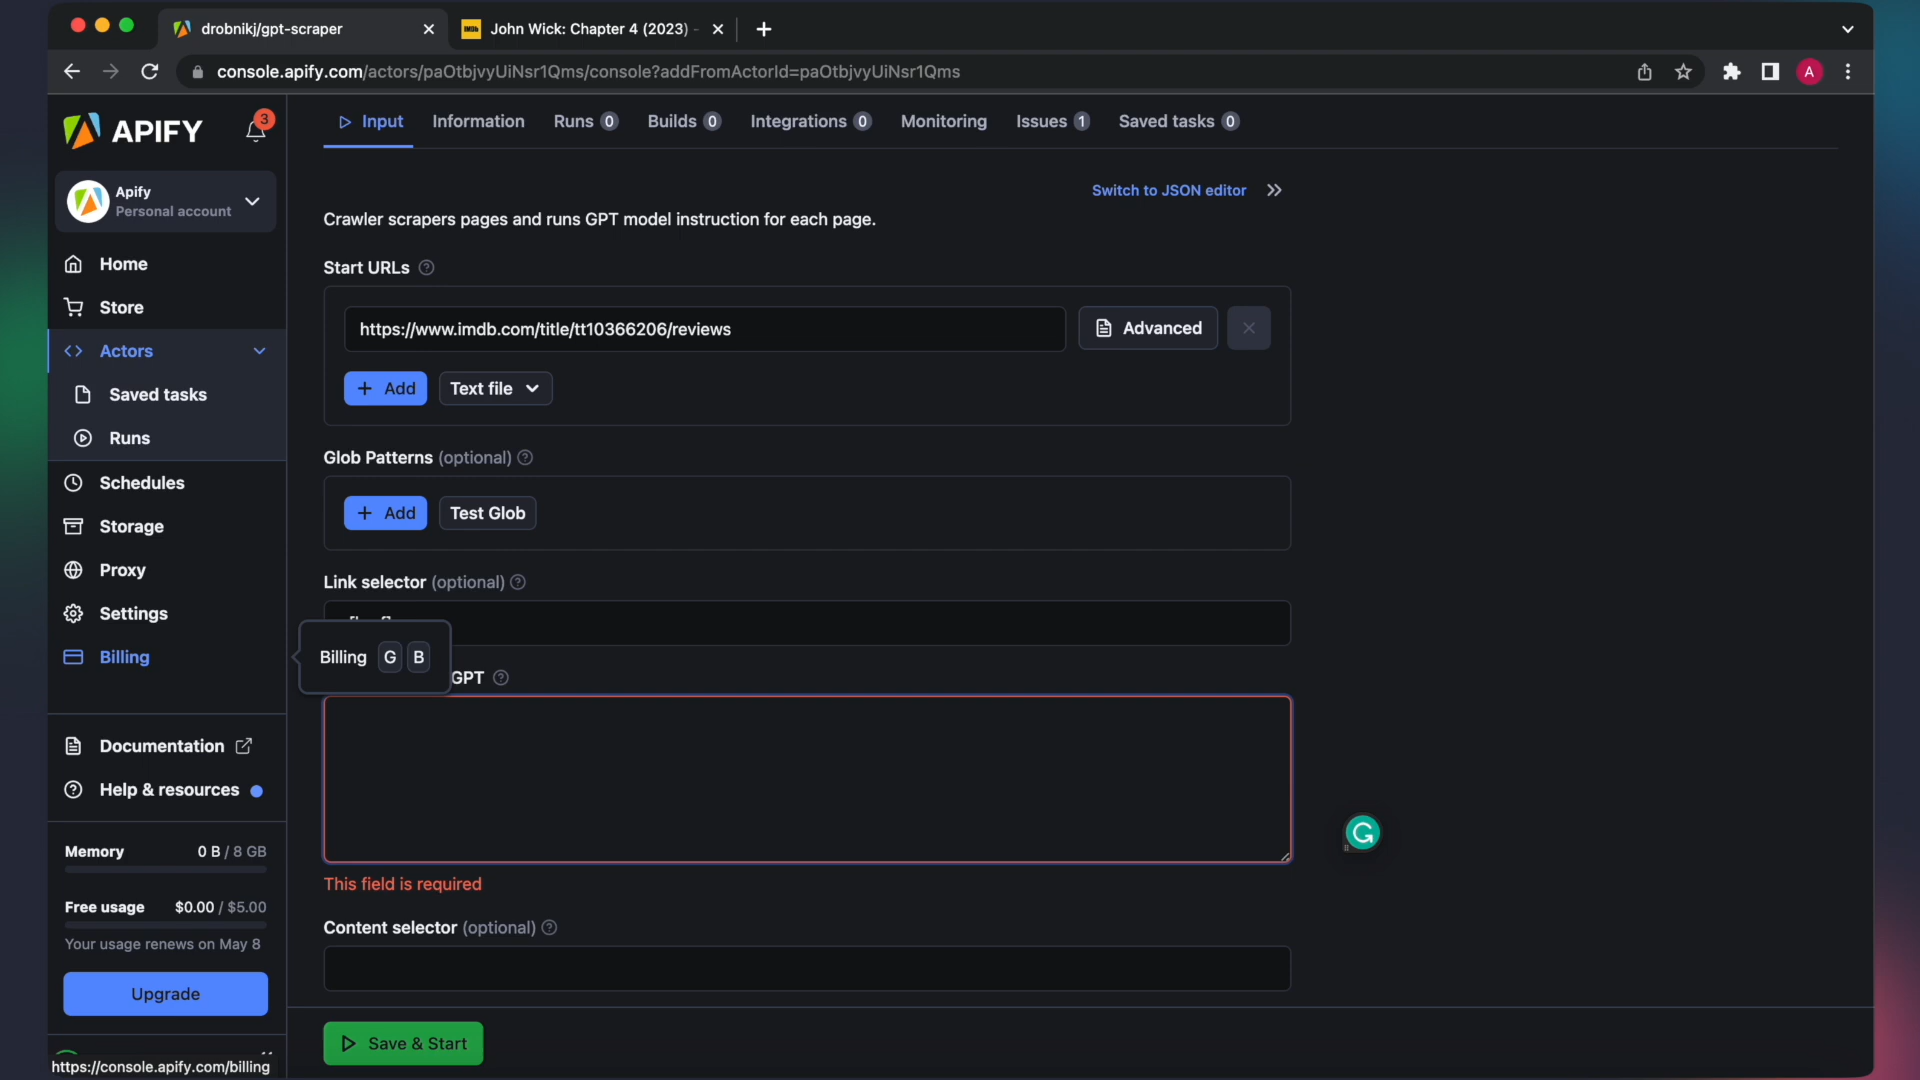 drobnikj/gpt-scraper
IMDb
John Wick: Chapter 4 (2023) -
console.apify.com/actors/paOtbjvyUiNsr1Qms/console?addFromActorId=paOtbjvyUiNsr1Qms
A
APIFY
3
Input
Information
Runs 0
Builds 0
Integrations 0
Monitoring
Issues 1
Saved tasks 0
Apify
Personal account
Switch to JSON editor
Crawler scrapers pages and runs GPT model instruction for each page.
Home
Store
Actors
Saved tasks
Runs
Schedules
Storage
Proxy
Settings
Billing
Start URLs
https://www.imdb.com/title/tt10366206/reviews
Advanced
+ Add
Text file
Glob Patterns (optional)
+ Add
Test Glob
Link selector (optional)
Billing G B
GPT
This field is required
Content selector (optional)
Documentation
Help & resources
Memory 0 B / 8 GB
Free usage $0.00 / $5.00
Your usage renews on May 8
Upgrade
Save & Start
https://console.apify.com/billing